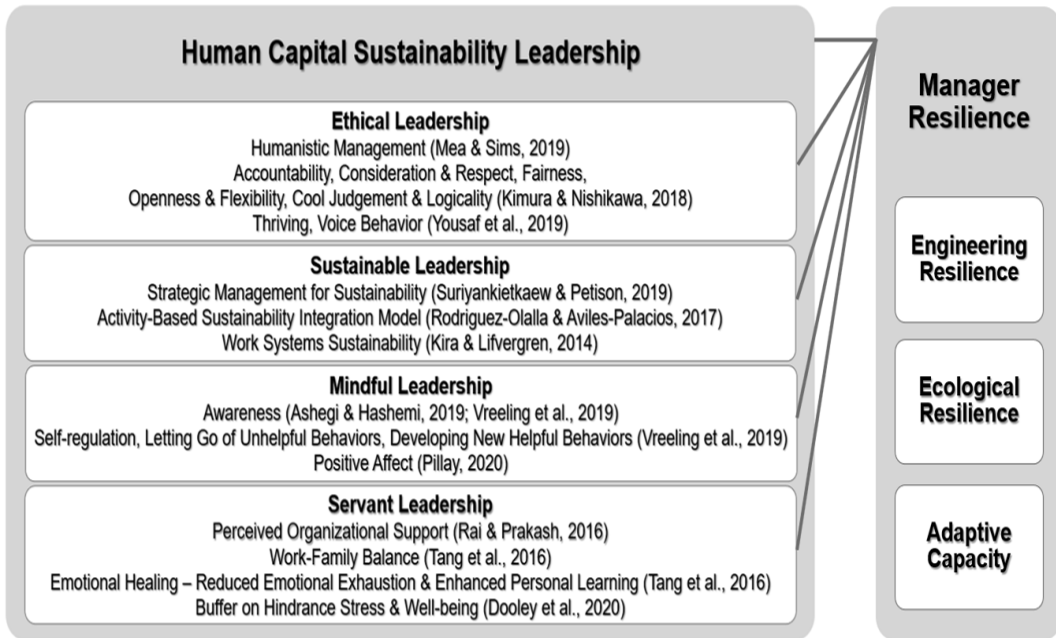 Human Capital Sustainability Leadership
Ethical Leadership
Humanistic Management (Mea & Sims, 2019)
Accountability, Consideration & Respect, Fairness,
Openness & Flexibility, Cool Judgement & Logicality (Kimura & Nishikawa, 2018)
Thriving, Voice Behavior (Yousaf et al., 2019)
Sustainable Leadership
Strategic Management for Sustainability (Suriyankietkaew & Petison, 2019)
Activity-Based Sustainability Integration Model (Rodriguez-Olalla & Aviles-Palacios, 2017)
Work Systems Sustainability (Kira & Lifvergren, 2014)
Mindful Leadership
Awareness (Ashegi & Hashemi, 2019; Vreeling et al., 2019)
Self-regulation, Letting Go of Unhelpful Behaviors, Developing New Helpful Behaviors (Vreeling et al., 2019)
Positive Affect (Pillay, 2020)
Servant Leadership
Perceived Organizational Support (Rai & Prakash, 2016)
Work-Family Balance (Tang et al., 2016)
Emotional Healing – Reduced Emotional Exhaustion & Enhanced Personal Learning (Tang et al., 2016)
Buffer on Hindrance Stress & Well-being (Dooley et al., 2020)
Manager
Resilience
Engineering
Resilience
Ecological
Resilience
Adaptive
Capacity